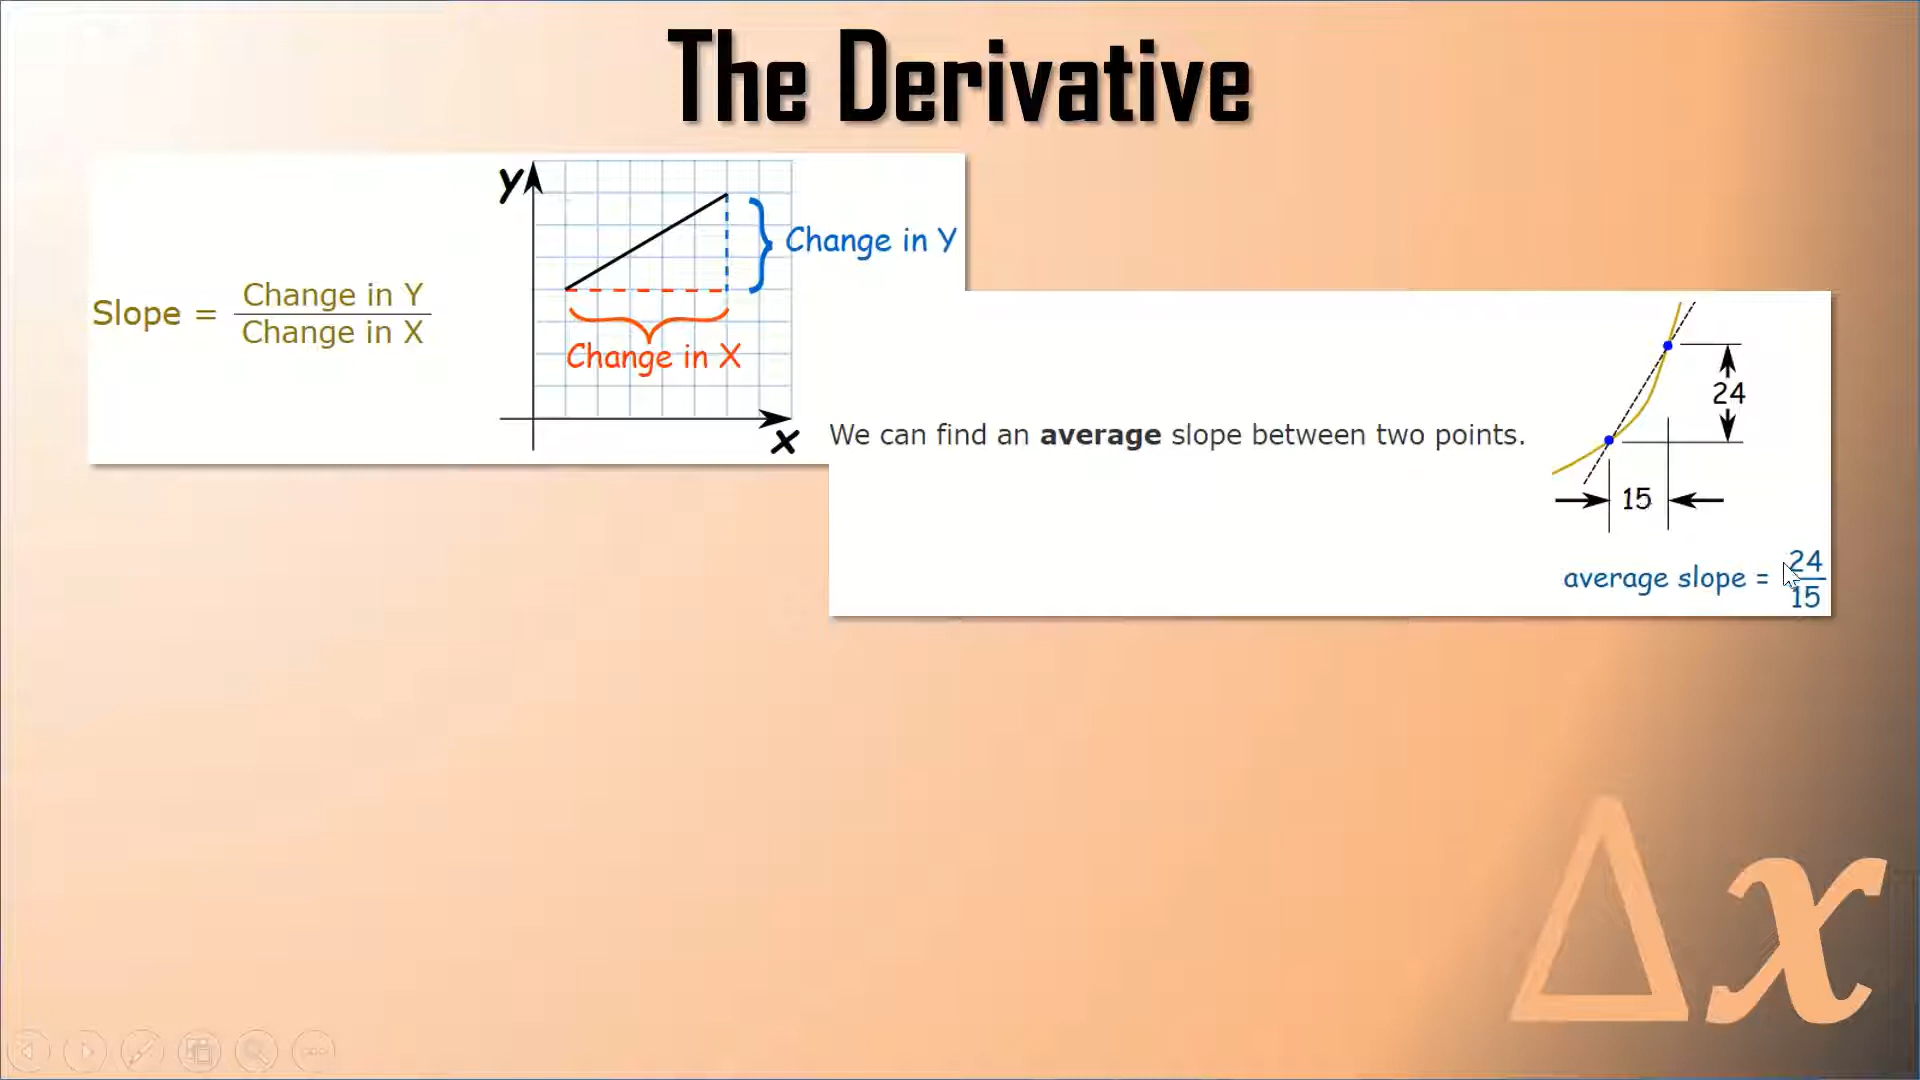 The Derivative
y
Change in Y
Slope = Change in Y
Change in X
Change in X
x
We can find an average slope between two points.
24
15
average slope = 24
15
Δx